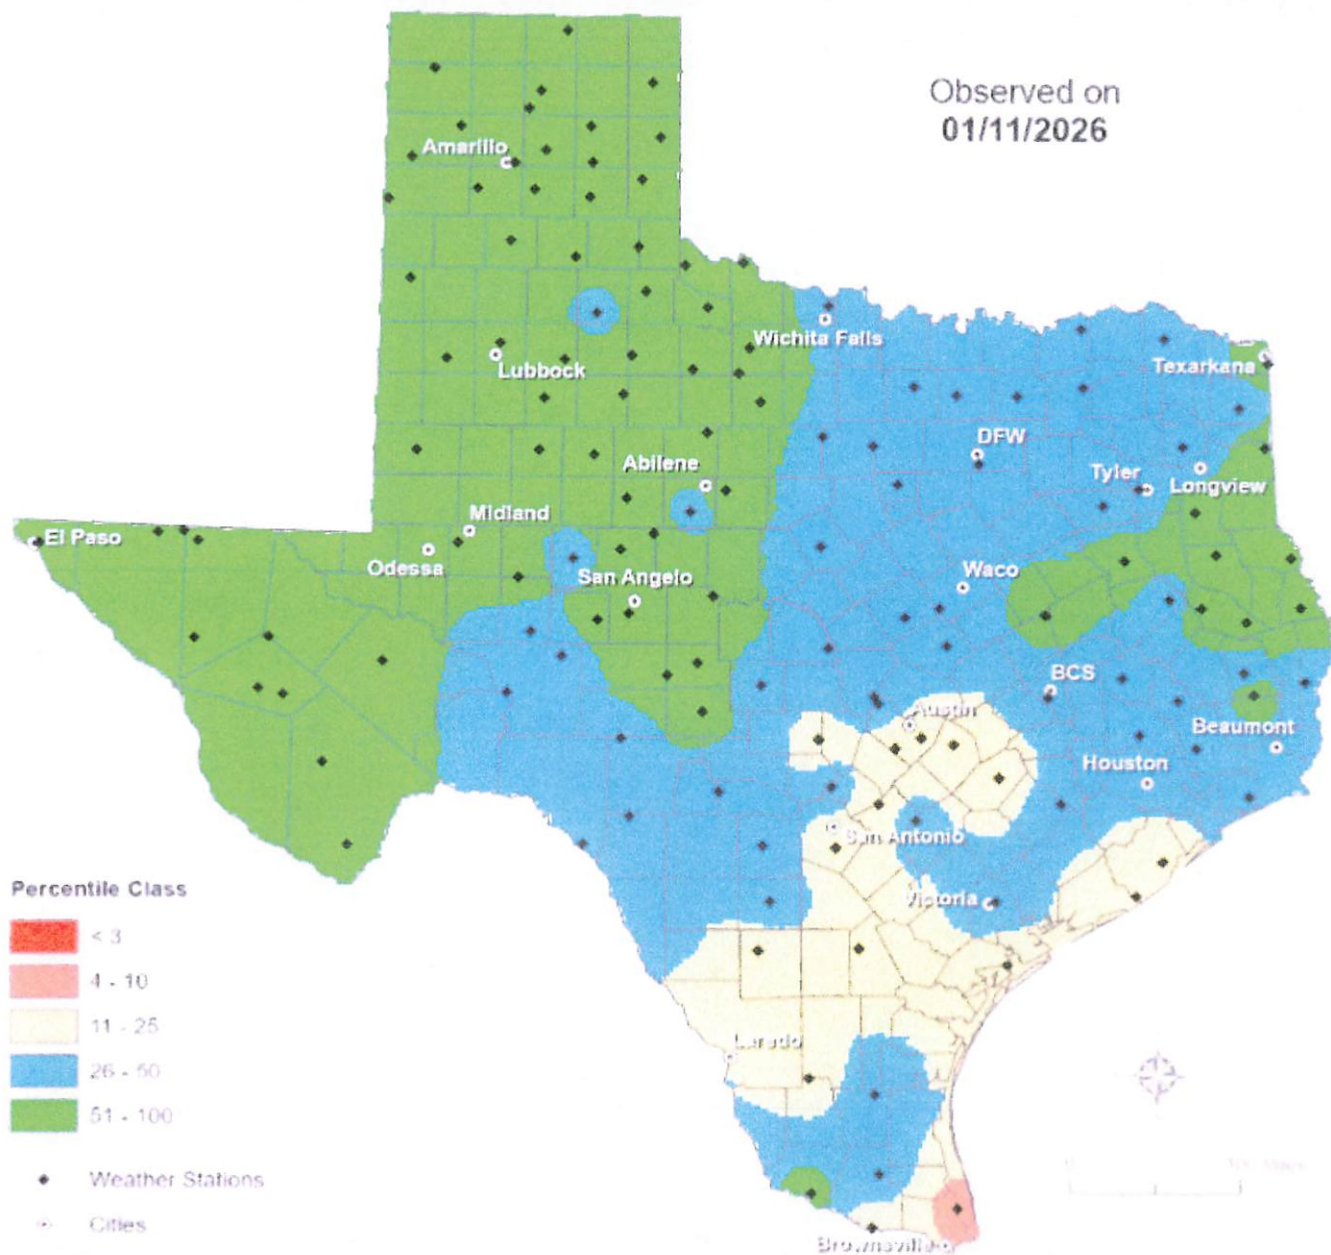 Observed on
01/11/2026
Amarillo
Wichita Falls
Lubbock
Texarkana
DFW
Abilene
Tyler
Longview
Midland
El Paso
Odessa
San Angelo
Waco
BCS
Austin
Beaumont
Houston
San Antonio
Victoria
Percentile Class
< 3
4 - 10
11 - 25
26 - 50
51 - 100
Laredo
Weather Stations
Cities
Brownsville